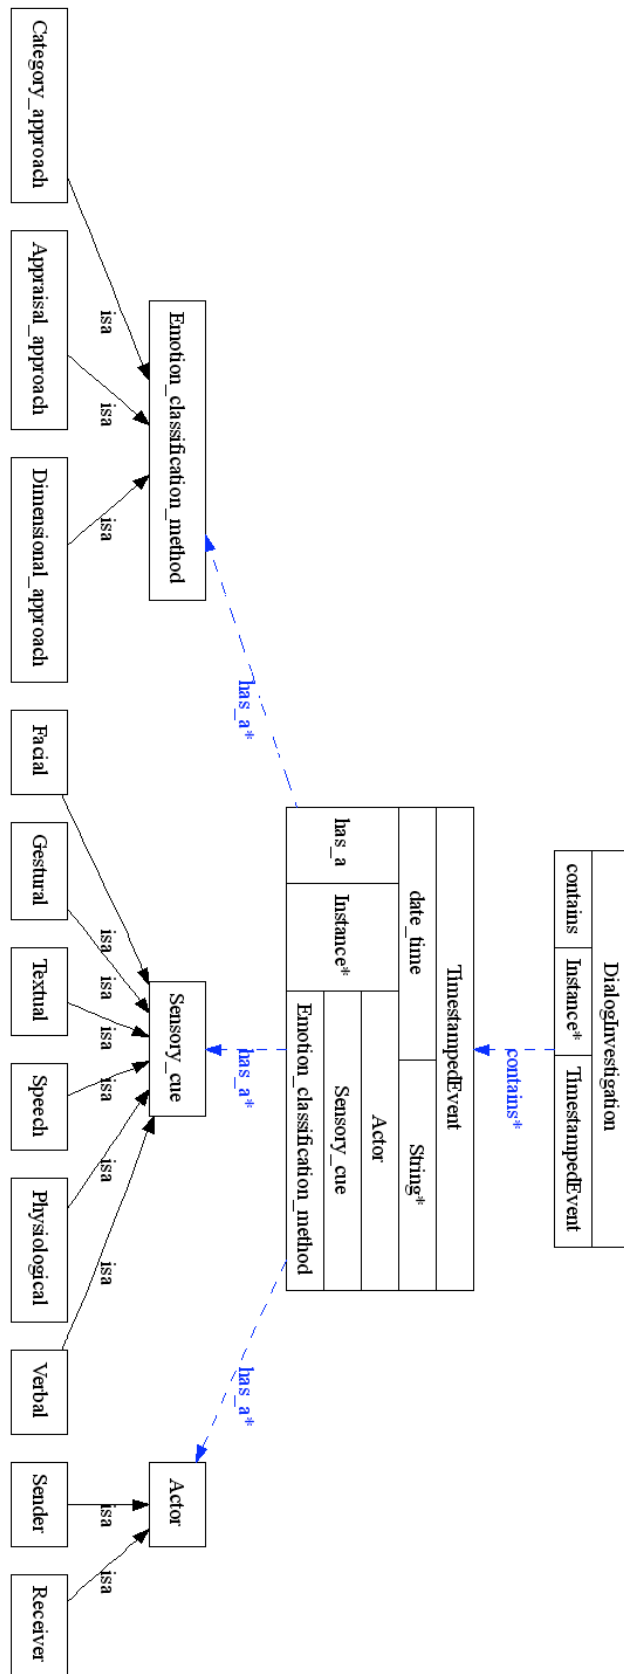 DialogInvestigation
contains Instance* TimestampedEvent
contains*
TimestampedEvent
date_time String*
has_a Instance* Actor
Sensory_cue
Emotion_classification_method
has_a*
has_a*
has_a*
Emotion_classification_method
Sensory_cue
Actor
isa
isa
isa
isa
isa
isa
isa
isa
isa
isa
isa
Category_approach
Appraisal_approach
Dimensional_approach
Facial
Gestural
Textual
Speech
Physiological
Verbal
Sender
Receiver